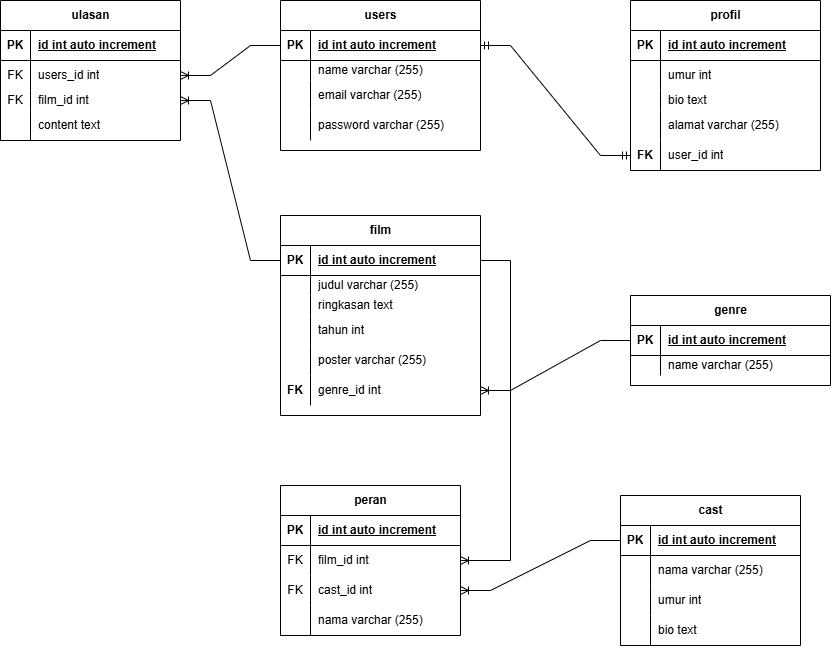 ulasan
PK id int auto increment
FK users_id int
FK film_id int
content text
users
PK id int auto increment
name varchar (255)
email varchar (255)
password varchar (255)
profil
PK id int auto increment
umur int
bio text
alamat varchar (255)
FK user_id int
film
PK id int auto increment
judul varchar (255)
ringkasan text
tahun int
poster varchar (255)
FK genre_id int
genre
PK id int auto increment
name varchar (255)
peran
PK id int auto increment
FK film_id int
FK cast_id int
nama varchar (255)
cast
PK id int auto increment
nama varchar (255)
umur int
bio text